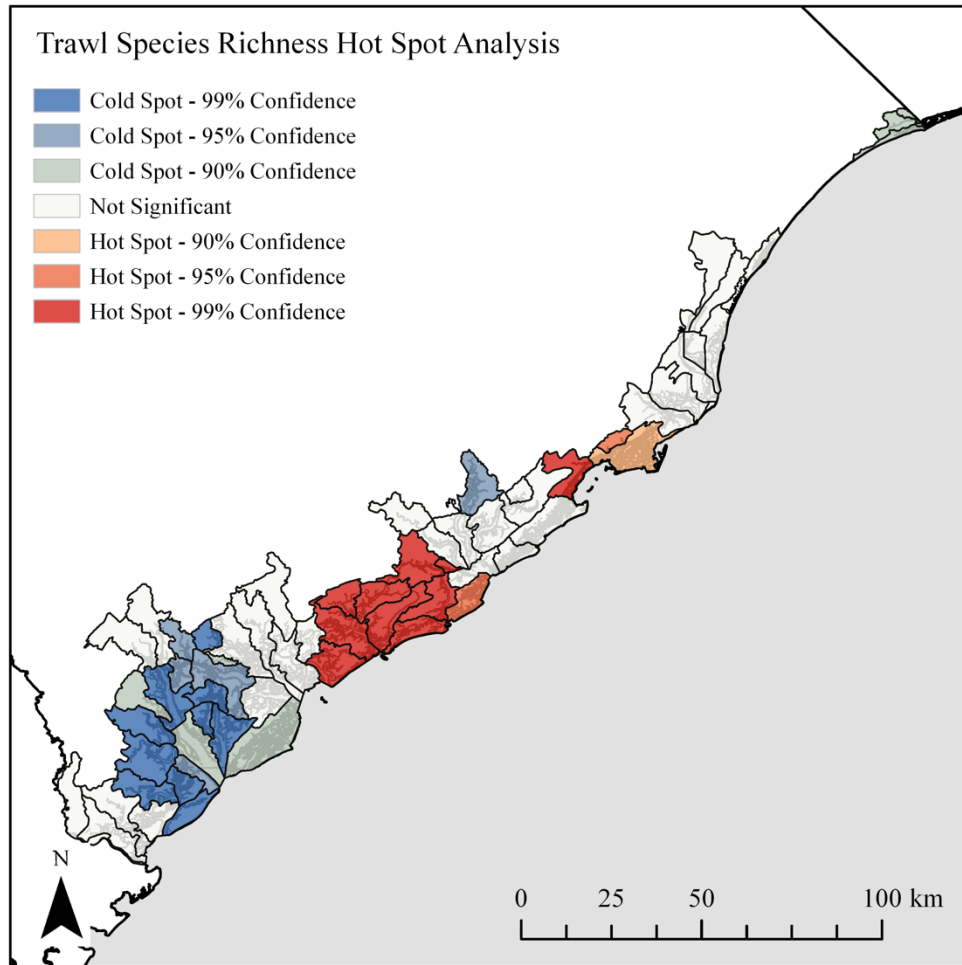 Trawl Species Richness Hot Spot Analysis
Cold Spot - 99% Confidence
Cold Spot - 95% Confidence
Cold Spot - 90% Confidence
Not Significant
Hot Spot - 90% Confidence
Hot Spot - 95% Confidence
Hot Spot - 99% Confidence
N
0 25 50 100 km